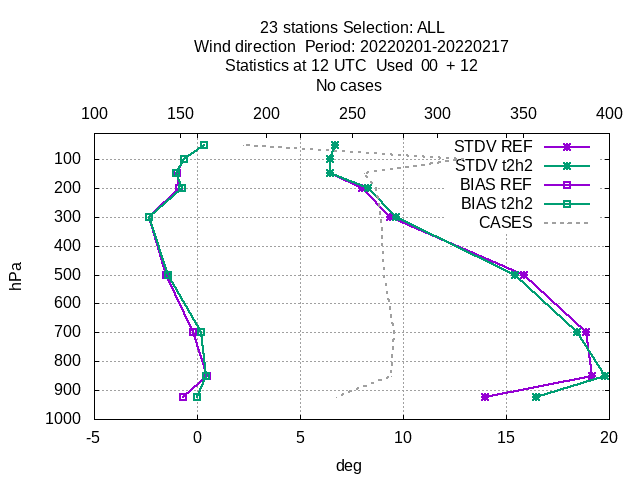 23 stations Selection: ALL
Wind direction  Period: 20220201-20220217
Statistics at 12 UTC  Used  00  + 12
No cases
100 150 200 250 300 350 400
STDV REF
STDV t2h2
BIAS REF
BIAS t2h2
CASES
100
200
300
400
500
600
700
800
900
1000
hPa
-5 0 5 10 15 20
deg